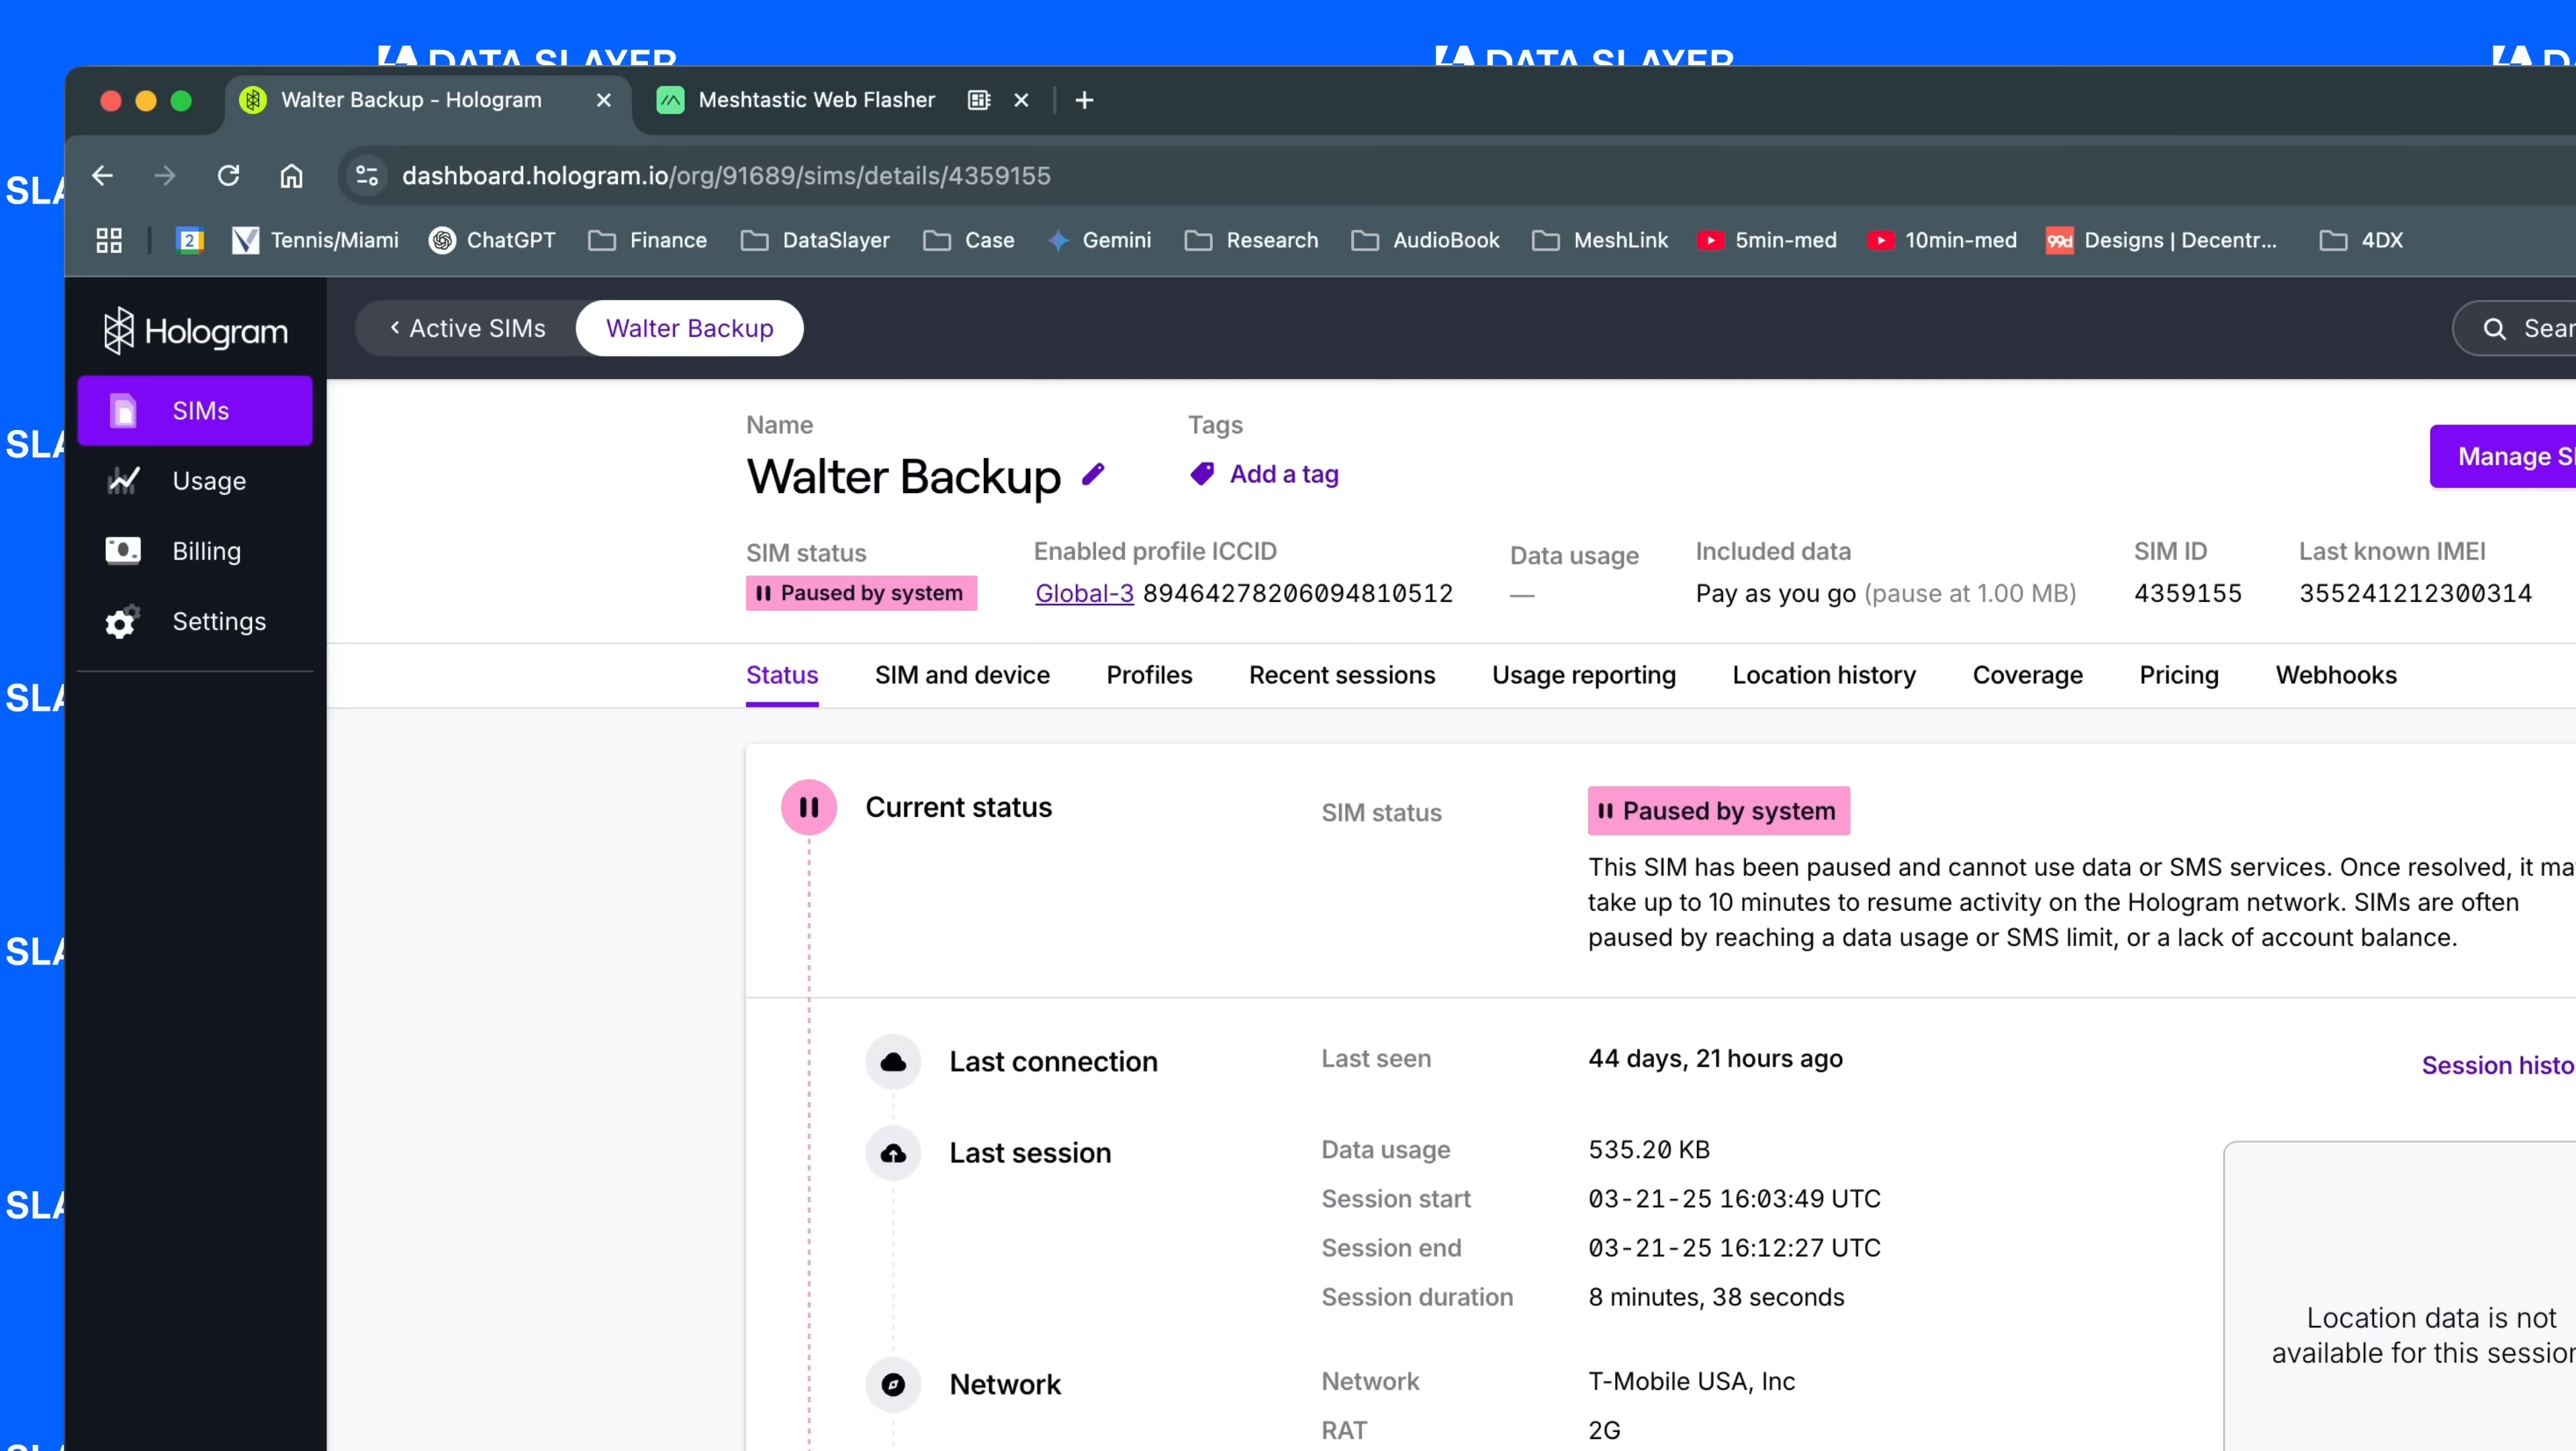 DATA SLAYER
DATA SLAYER
Walter Backup - Hologram
Meshtastic Web Flasher
dashboard.hologram.io/org/91689/sims/details/4359155
2
Tennis/Miami
ChatGPT
Finance
DataSlayer
Case
Gemini
Research
AudioBook
MeshLink
5min-med
10min-med
99d
Designs | Decentr...
4DX
Hologram
Active SIMs
Walter Backup
SIMs
Usage
Billing
Settings
Name
Walter Backup
Tags
Add a tag
Manage
SIM status
Paused by system
Enabled profile ICCID
Global-3 89464278206094810512
Data usage
—
Included data
Pay as you go (pause at 1.00 MB)
SIM ID
4359155
Last known IMEI
355241212300314
Status
SIM and device
Profiles
Recent sessions
Usage reporting
Location history
Coverage
Pricing
Webhooks
Current status
SIM status
Paused by system
This SIM has been paused and cannot use data or SMS services. Once resolved, it
take up to 10 minutes to resume activity on the Hologram network. SIMs are often
paused by reaching a data usage or SMS limit, or a lack of account balance.
Last connection
Last seen
44 days, 21 hours ago
Session
Last session
Data usage
535.20 KB
Session start
03-21-25 16:03:49 UTC
Session end
03-21-25 16:12:27 UTC
Session duration
8 minutes, 38 seconds
Location data is not
available for this
Network
Network
T-Mobile USA, Inc
RAT
2G